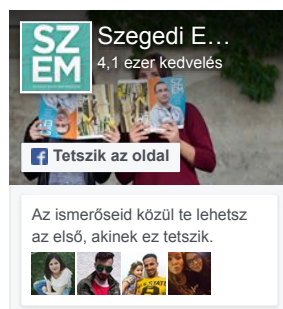 SZ
EM
Szegedi E…
4,1 ezer kedvelés
Tetszik az oldal
Az ismerőseid közül te lehetsz
az első, akinek ez tetszik.